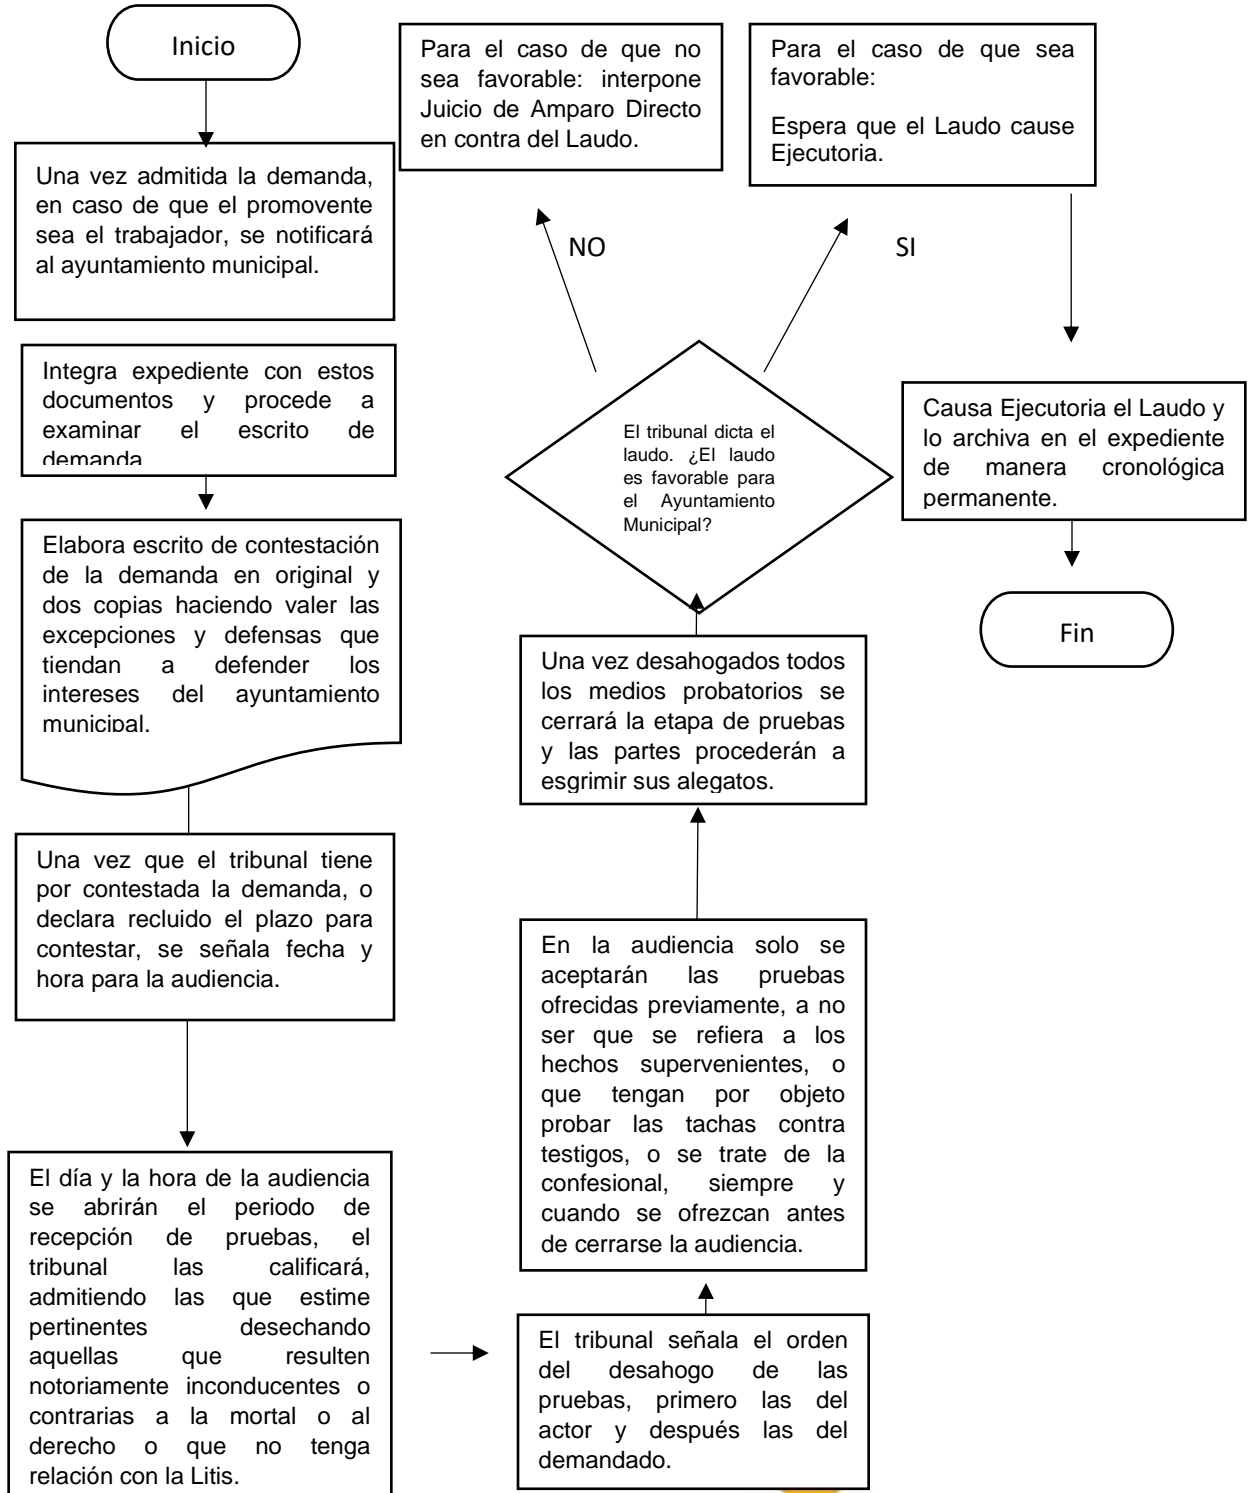 Inicio
Una vez admitida la demanda,
en caso de que el promovente
sea el trabajador, se notificará
al ayuntamiento municipal.
Integra expediente con estos
documentos y procede a
examinar el escrito de
demanda
Elabora escrito de contestación
de la demanda en original y
dos copias haciendo valer las
excepciones y defensas que
tiendan a defender los
intereses del ayuntamiento
municipal.
Una vez que el tribunal tiene
por contestada la demanda, o
declara recluido el plazo para
contestar, se señala fecha y
hora para la audiencia.
El día y la hora de la audiencia
se abrirán el periodo de
recepción de pruebas, el
tribunal las calificará,
admitiendo las que estime
pertinentes desechando
aquellas que resulten
notoriamente inconducentes o
contrarias a la mortal o al
derecho o que no tenga
relación con la Litis.
El tribunal señala el orden
del desahogo de las
pruebas, primero las del
actor y después las del
demandado.
En la audiencia solo se
aceptarán las pruebas
ofrecidas previamente, a no
ser que se refiera a los
hechos supervenientes, o
que tengan por objeto
probar las tachas contra
testigos, o se trate de la
confesional, siempre y
cuando se ofrezcan antes
de cerrarse la audiencia.
Una vez desahogados todos
los medios probatorios se
cerrará la etapa de pruebas
y las partes procederán a
esgrimir sus alegatos.
El tribunal dicta el
laudo. ¿El laudo
es favorable para
el Ayuntamiento
Municipal?
NO
Para el caso de que no
sea favorable: interpone
Juicio de Amparo Directo
en contra del Laudo.
SI
Para el caso de que sea
favorable:
Espera que el Laudo cause
Ejecutoria.
Causa Ejecutoria el Laudo y
lo archiva en el expediente
de manera cronológica
permanente.
Fin